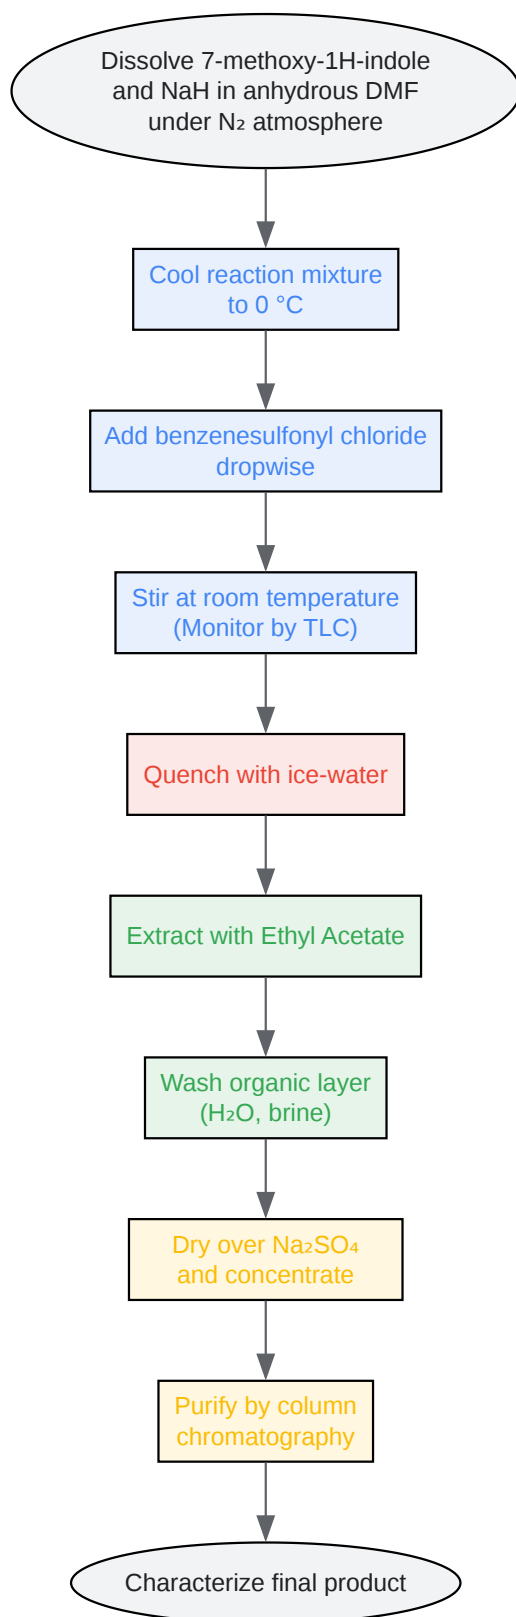 Dissolve 7-methoxy-1H-indole
and NaH in anhydrous DMF
under N₂ atmosphere
Cool reaction mixture
to 0 °C
Add benzenesulfonyl chloride
dropwise
Stir at room temperature
(Monitor by TLC)
Quench with ice-water
Extract with Ethyl Acetate
Wash organic layer
(H₂O, brine)
Dry over Na₂SO₄
and concentrate
Purify by column
chromatography
Characterize final product